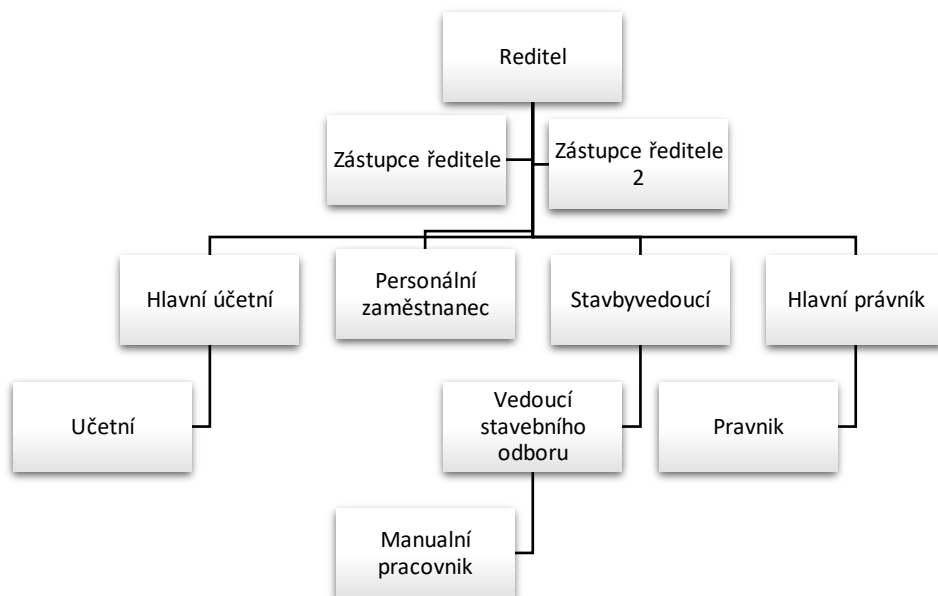 Reditel
Zástupce ředitele
Zástupce ředitele
2
Hlavní účetní
Personální
zaměstnanec
Stavbyvedoucí
Hlavní právník
Učetní
Vedoucí
stavebního
odboru
Pravnik
Manualní
pracovnik